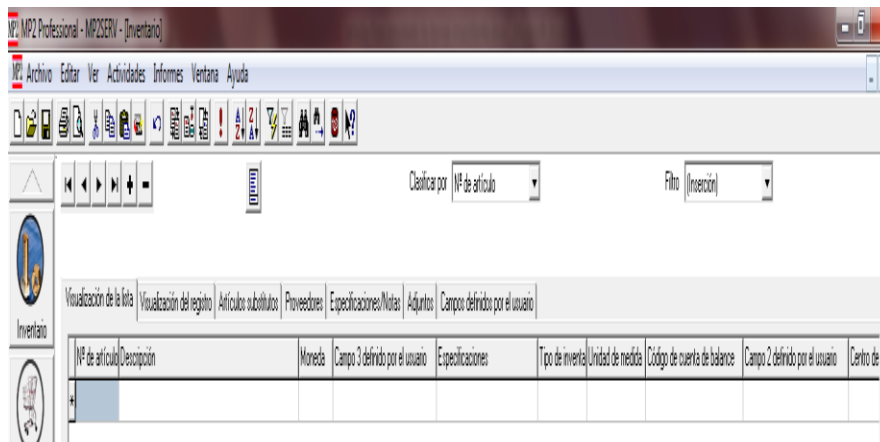 MP2 Professional - MP2SERV - [Inventario]
Archivo Editar Ver Actividades Informes Ventana Ayuda
Clasificar por Nº de artículo Filtro (Inserción)
Visualización de la lista Visualización del registro Artículos substitutos Proveedores Especificaciones/Notas Adjuntos Campos definidos por el usuario
Inventario
Nº de artículo Descripción Moneda Campo 3 definido por el usuario Especificaciones Tipo de inventa Unidad de medida Código de cuenta de balance Campo 2 definido por el usuario Centro de